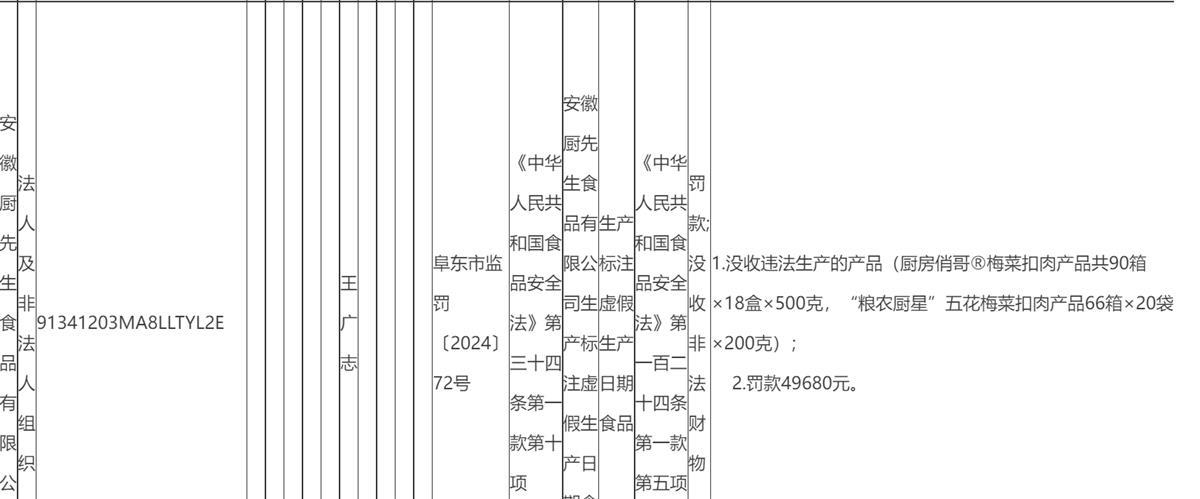 安
徽
厨
先
生
食
品
有
限
公
法
人
及
非
法
人
组
织
91341203MA8LLTYL2E
王
广
志
阜东市监
罚
〔2024〕
72号
《中华
人民共
和国食
品安全
法》第
三十四
条第一
款第十
项
安徽
厨先
生食
品有
限公
司生
产标
注虚
假生
产日
生产
标注
虚假
生产
日期
食品
《中华
人民共
和国食
品安全
法》第
一百二
十四条
第一款
第五项
罚
款;
没
收
非
法
财
物
1.没收违法生产的产品（厨房俏哥®梅菜扣肉产品共90箱
×18盒×500克，“粮农厨星”五花梅菜扣肉产品66箱×20袋
×200克）;
2.罚款49680元。